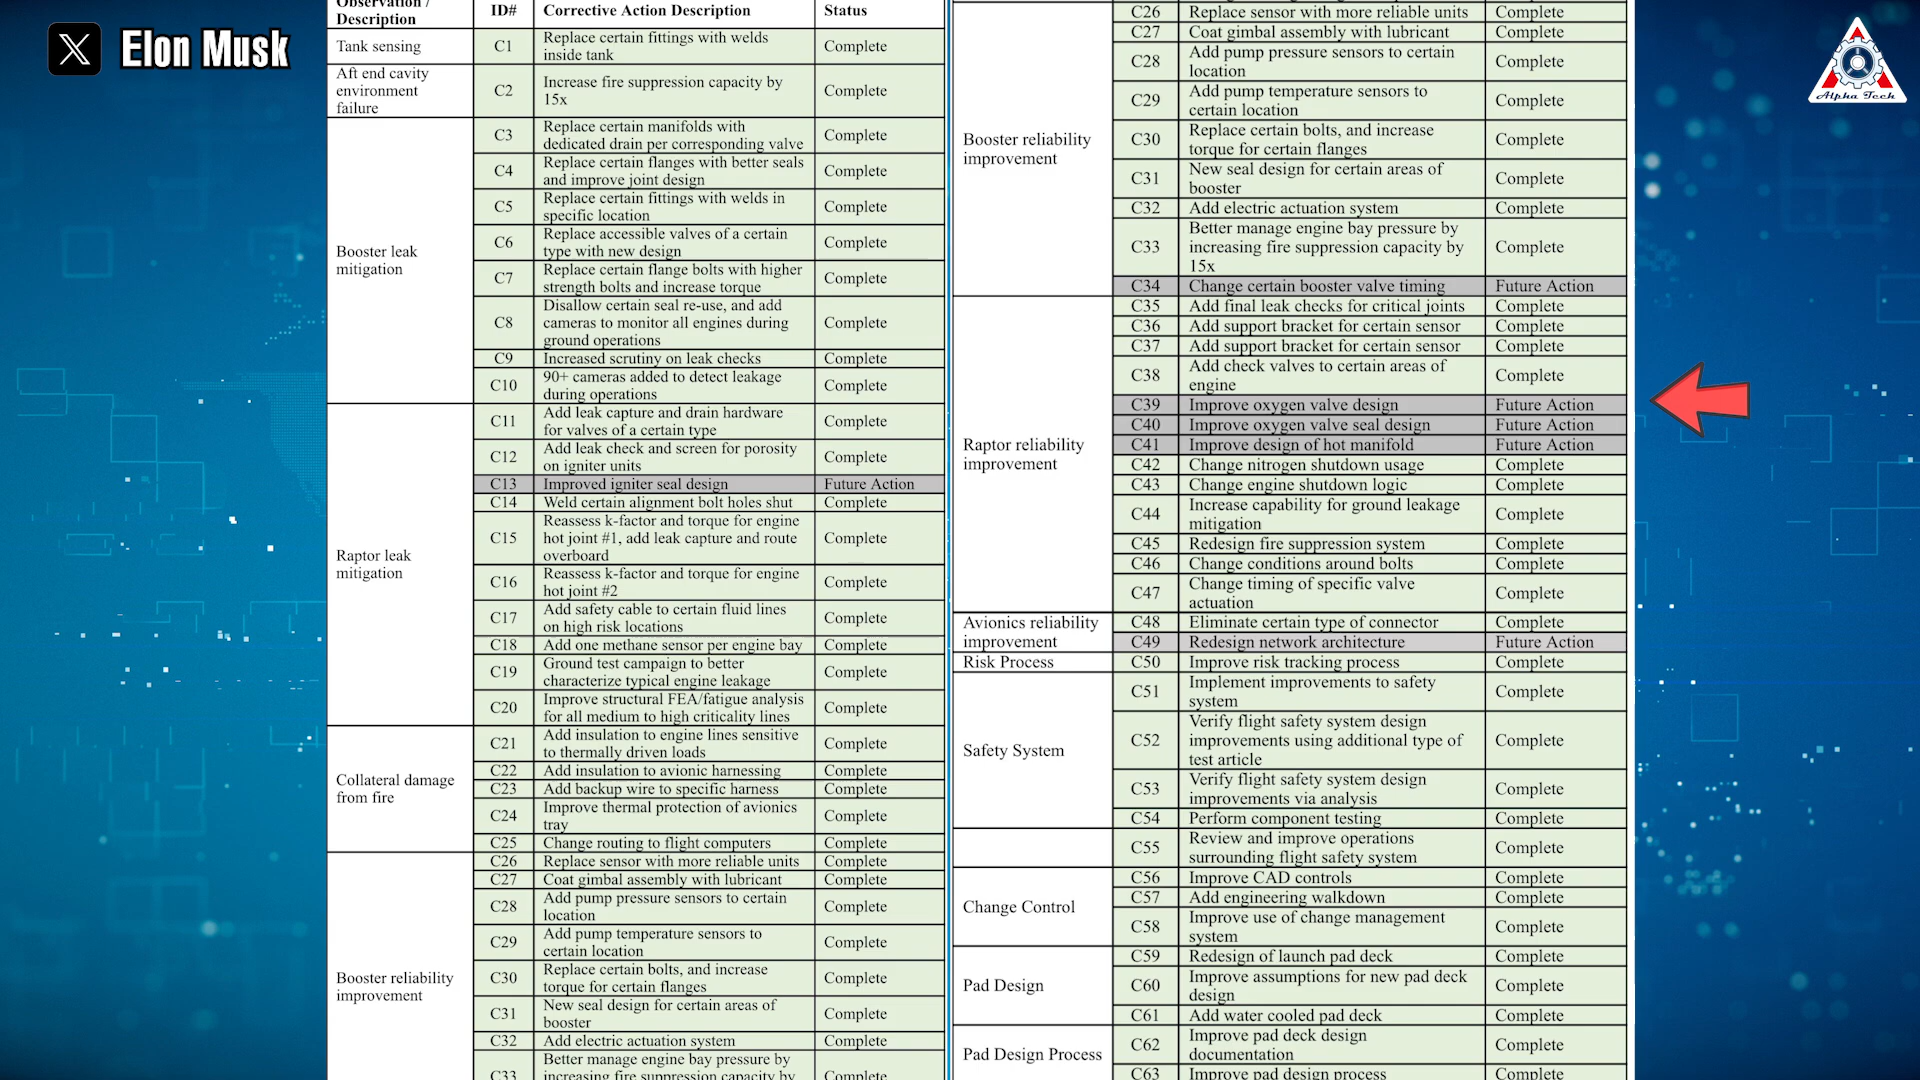 Elon Musk
Alpha Tech
Observation /
Description
ID#
Corrective Action Description
Status
Tank sensing
C1
Replace certain fittings with welds
inside tank
Complete
Aft end cavity
environment
failure
C2
Increase fire suppression capacity by
15x
Complete
Booster leak
mitigation
C3
Replace certain manifolds with
dedicated drain per corresponding valve
Complete
C4
Replace certain flanges with better seals
and improve joint design
Complete
C5
Replace certain fittings with welds in
specific location
Complete
C6
Replace accessible valves of a certain
type with new design
Complete
C7
Replace certain flange bolts with higher
strength bolts and increase torque
Complete
C8
Disallow certain seal re-use, and add
cameras to monitor all engines during
ground operations
Complete
C9
Increased scrutiny on leak checks
Complete
C10
90+ cameras added to detect leakage
during operations
Complete
Raptor leak
mitigation
C11
Add leak capture and drain hardware
for valves of a certain type
Complete
C12
Add leak check and screen for porosity
on igniter units
Complete
C13
Improved igniter seal design
Future Action
C14
Weld certain alignment bolt holes shut
Complete
C15
Reassess k-factor and torque for engine
hot joint #1, add leak capture and route
overboard
Complete
C16
Reassess k-factor and torque for engine
hot joint #2
Complete
C17
Add safety cable to certain fluid lines
on high risk locations
Complete
C18
Add one methane sensor per engine bay
Complete
C19
Ground test campaign to better
characterize typical engine leakage
Complete
C20
Improve structural FEA/fatigue analysis
for all medium to high criticality lines
Complete
Collateral damage
from fire
C21
Add insulation to engine lines sensitive
to thermally driven loads
Complete
C22
Add insulation to avionic harnessing
Complete
C23
Add backup wire to specific harness
Complete
C24
Improve thermal protection of avionics
tray
Complete
C25
Change routing to flight computers
Complete
Booster reliability
improvement
C26
Replace sensor with more reliable units
Complete
C27
Coat gimbal assembly with lubricant
Complete
C28
Add pump pressure sensors to certain
location
Complete
C29
Add pump temperature sensors to
certain location
Complete
C30
Replace certain bolts, and increase
torque for certain flanges
Complete
C31
New seal design for certain areas of
booster
Complete
C32
Add electric actuation system
Complete
C33
Better manage engine bay pressure by
increasing fire suppression capacity by
Complete
Booster reliability
improvement
C26
Replace sensor with more reliable units
Complete
C27
Coat gimbal assembly with lubricant
Complete
C28
Add pump pressure sensors to certain
location
Complete
C29
Add pump temperature sensors to
certain location
Complete
C30
Replace certain bolts, and increase
torque for certain flanges
Complete
C31
New seal design for certain areas of
booster
Complete
C32
Add electric actuation system
Complete
C33
Better manage engine bay pressure by
increasing fire suppression capacity by
15x
Complete
C34
Change certain booster valve timing
Future Action
Raptor reliability
improvement
C35
Add final leak checks for critical joints
Complete
C36
Add support bracket for certain sensor
Complete
C37
Add support bracket for certain sensor
Complete
C38
Add check valves to certain areas of
engine
Complete
C39
Improve oxygen valve design
Future Action
C40
Improve oxygen valve seal design
Future Action
C41
Improve design of hot manifold
Future Action
C42
Change nitrogen shutdown usage
Complete
C43
Change engine shutdown logic
Complete
C44
Increase capability for ground leakage
mitigation
Complete
C45
Redesign fire suppression system
Complete
C46
Change conditions around bolts
Complete
C47
Change timing of specific valve
actuation
Complete
Avionics reliability
improvement
C48
Eliminate certain type of connector
Complete
C49
Redesign network architecture
Future Action
Risk Process
C50
Improve risk tracking process
Complete
Safety System
C51
Implement improvements to safety
system
Complete
C52
Verify flight safety system design
improvements using additional type of
test article
Complete
C53
Verify flight safety system design
improvements via analysis
Complete
C54
Perform component testing
Complete
C55
Review and improve operations
surrounding flight safety system
Complete
Change Control
C56
Improve CAD controls
Complete
C57
Add engineering walkdown
Complete
C58
Improve use of change management
system
Complete
Pad Design
C59
Redesign of launch pad deck
Complete
C60
Improve assumptions for new pad deck
design
Complete
C61
Add water cooled pad deck
Complete
Pad Design Process
C62
Improve pad deck design
documentation
Complete
C63
Improve pad design process
Complete